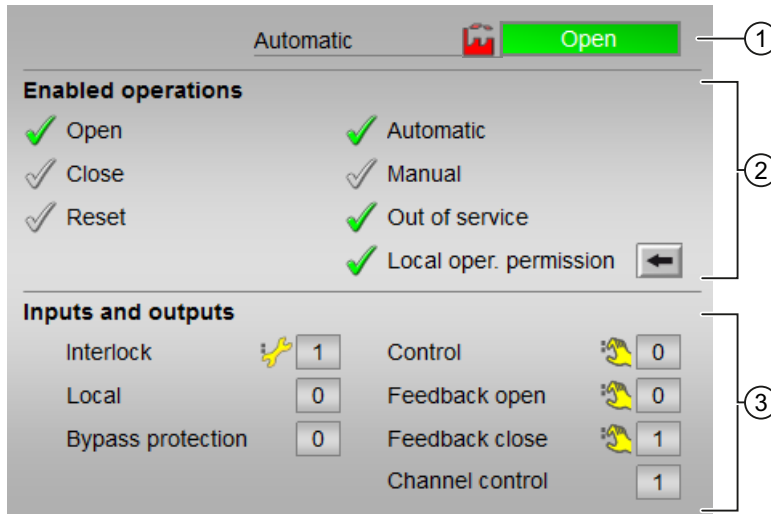 Automatic Open 1
Enabled operations
Open Automatic
Close Manual 2
Reset Out of service
Local oper. permission
Inputs and outputs
Interlock 1 Control 0
Local 0 Feedback open 0 3
Bypass protection 0 Feedback close 1
Channel control 1